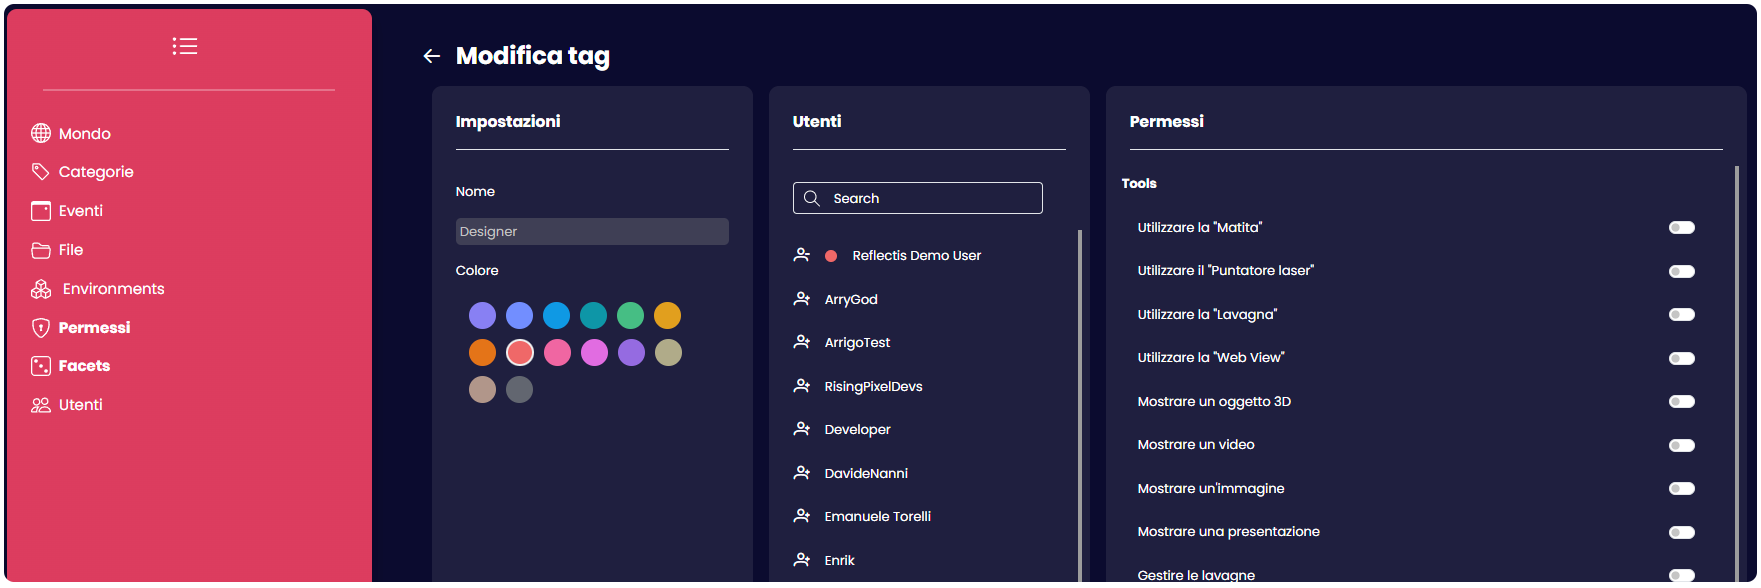 Mondo
Categorie
Eventi
File
Environments
Permessi
Facets
Utenti
Modifica tag
Impostazioni
Nome
Designer
Colore
Utenti
Search
Reflectis Demo User
ArryGod
ArrigoTest
RisingPixelDevs
Developer
DavideNanni
Emanuele Torelli
Enrik
Permessi
Tools
Utilizzare la "Matita"
Utilizzare il "Puntatore laser"
Utilizzare la "Lavagna"
Utilizzare la "Web View"
Mostrare un oggetto 3D
Mostrare un video
Mostrare un'immagine
Mostrare una presentazione
Gestire le lavagne